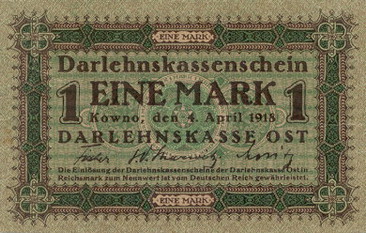 EINE MARK
Darlehnskassenschein
1 EINE MARK 1
Kowno, den 4. April 1918
DARLEHNSKASSE OST
Die Einlösung der Darlehnskassenscheine der Darlehnskasse Ost in
Reichsmark zum Nennwert ist vom Deutschen Reich gewährleistet.
EINE MARK